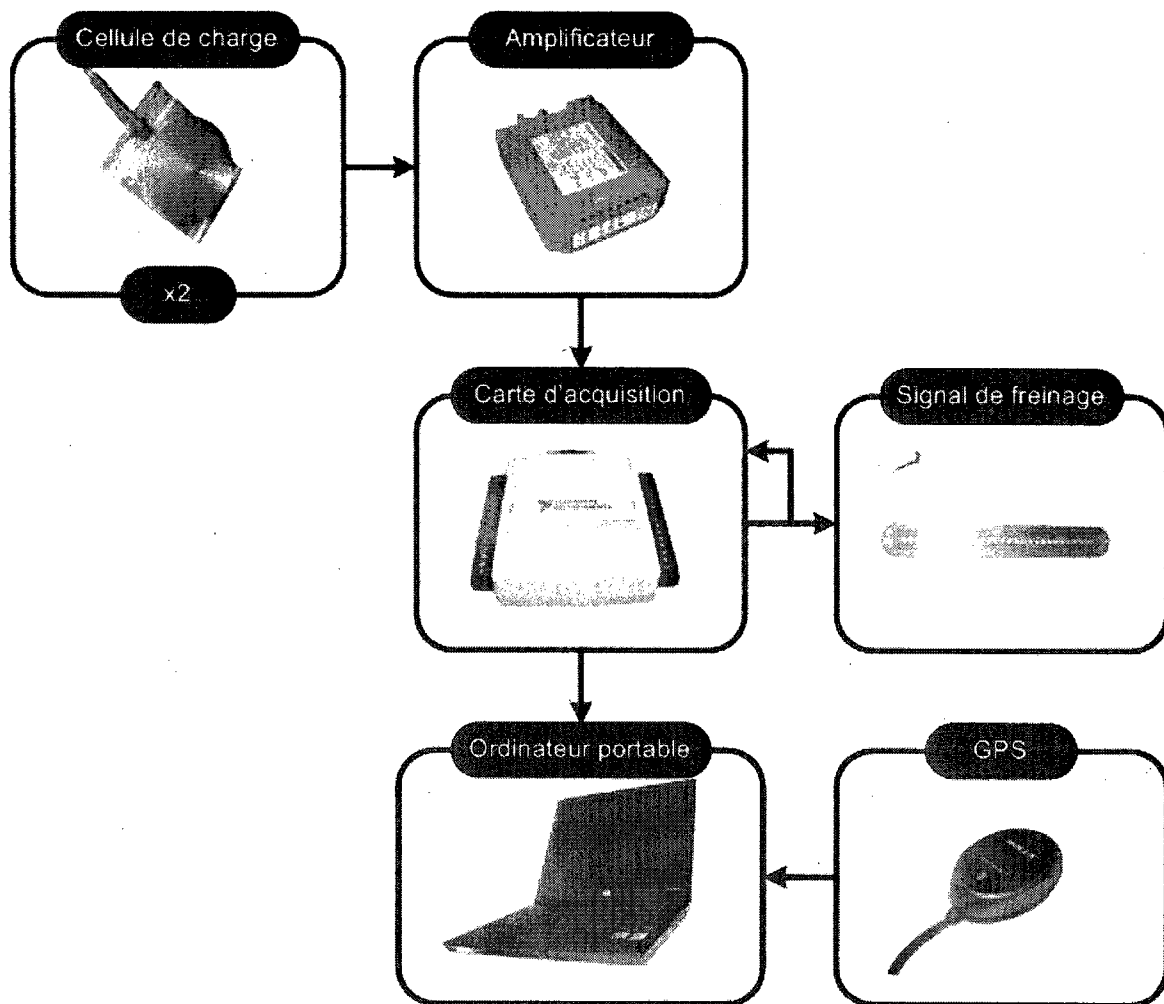 Cellule de charge
Amplificateur
x2
Carte d'acquisition
Signal de freinage
Ordinateur portable
GPS